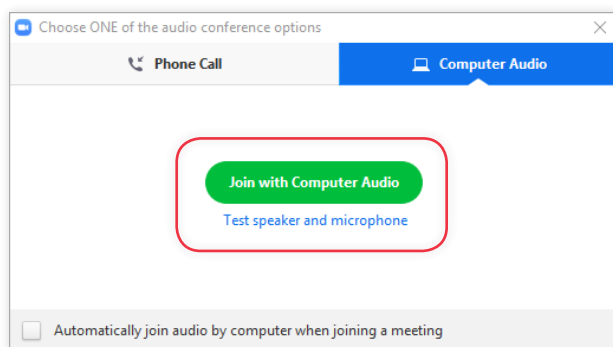 Choose ONE of the audio conference options
Phone Call
Computer Audio
Join with Computer Audio
Test speaker and microphone
Automatically join audio by computer when joining a meeting